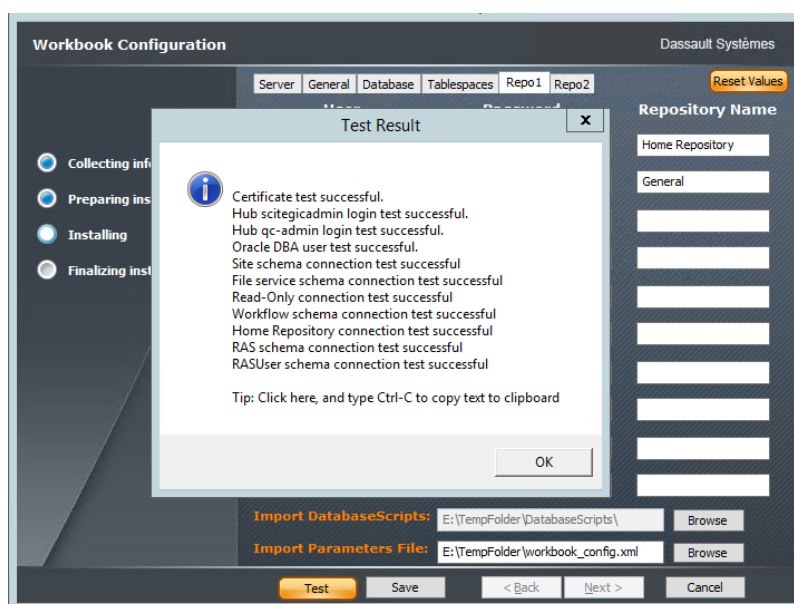 Workbook Configuration
Dassault Systèmes
Server General Database Tablespaces Repo1 Repo2
Reset Values
Repository Name
Test Result
x
Home Repository
General
Collecting inf
Preparing ins
Installing
Finalizing inst
Certificate test successful.
Hub scitegicadmin login test successful.
Hub qc-admin login test successful.
Oracle DBA user test successful.
Site schema connection test successful
File service schema connection test successful
Read-Only connection test successful
Workflow schema connection test successful
Home Repository connection test successful
RAS schema connection test successful
RASUser schema connection test successful
Tip: Click here, and type Ctrl-C to copy text to clipboard
OK
Import DatabaseScripts: E:\TempFolder\DatabaseScripts\ Browse
Import Parameters File: E:\TempFolder\workbook_config.xml Browse
Test Save < Back Next > Cancel